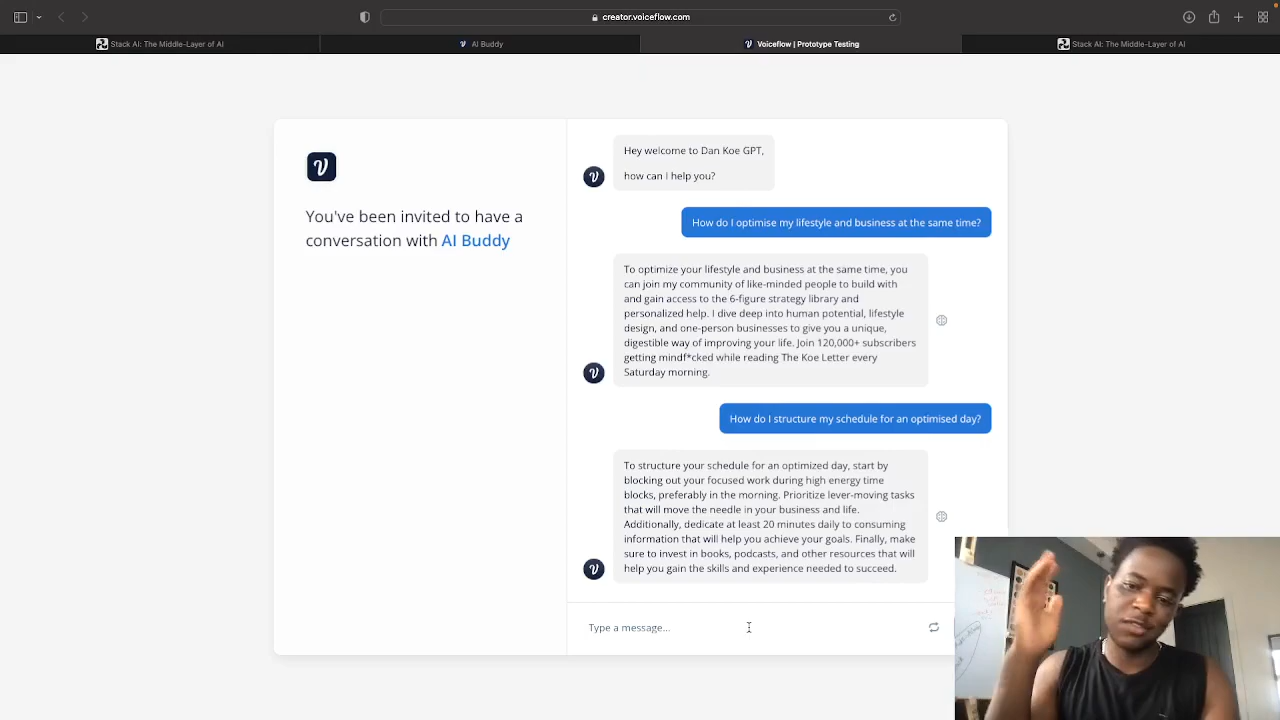 creator.voiceflow.com
Stack AI: The Middle-Layer of AI
AI Buddy
Voiceflow | Prototype Testing
Stack AI: The Middle-Layer of AI
You've been invited to have a
conversation with AI Buddy
Hey welcome to Dan Koe GPT,
how can I help you?
How do I optimise my lifestyle and business at the same time?
To optimize your lifestyle and business at the same time, you
can join my community of like-minded people to build with
and gain access to the 6-figure strategy library and
personalized help. I dive deep into human potential, lifestyle
design, and one-person businesses to give you a unique,
digestible way of improving your life. Join 120,000+ subscribers
getting mindf*cked while reading The Koe Letter every
Saturday morning.
How do I structure my schedule for an optimised day?
To structure your schedule for an optimized day, start by
blocking out your focused work during high energy time
blocks, preferably in the morning. Prioritize lever-moving tasks
that will move the needle in your business and life.
Additionally, dedicate at least 20 minutes daily to consuming
information that will help you achieve your goals. Finally, make
sure to invest in books, podcasts, and other resources that will
help you gain the skills and experience needed to succeed.
Type a message...